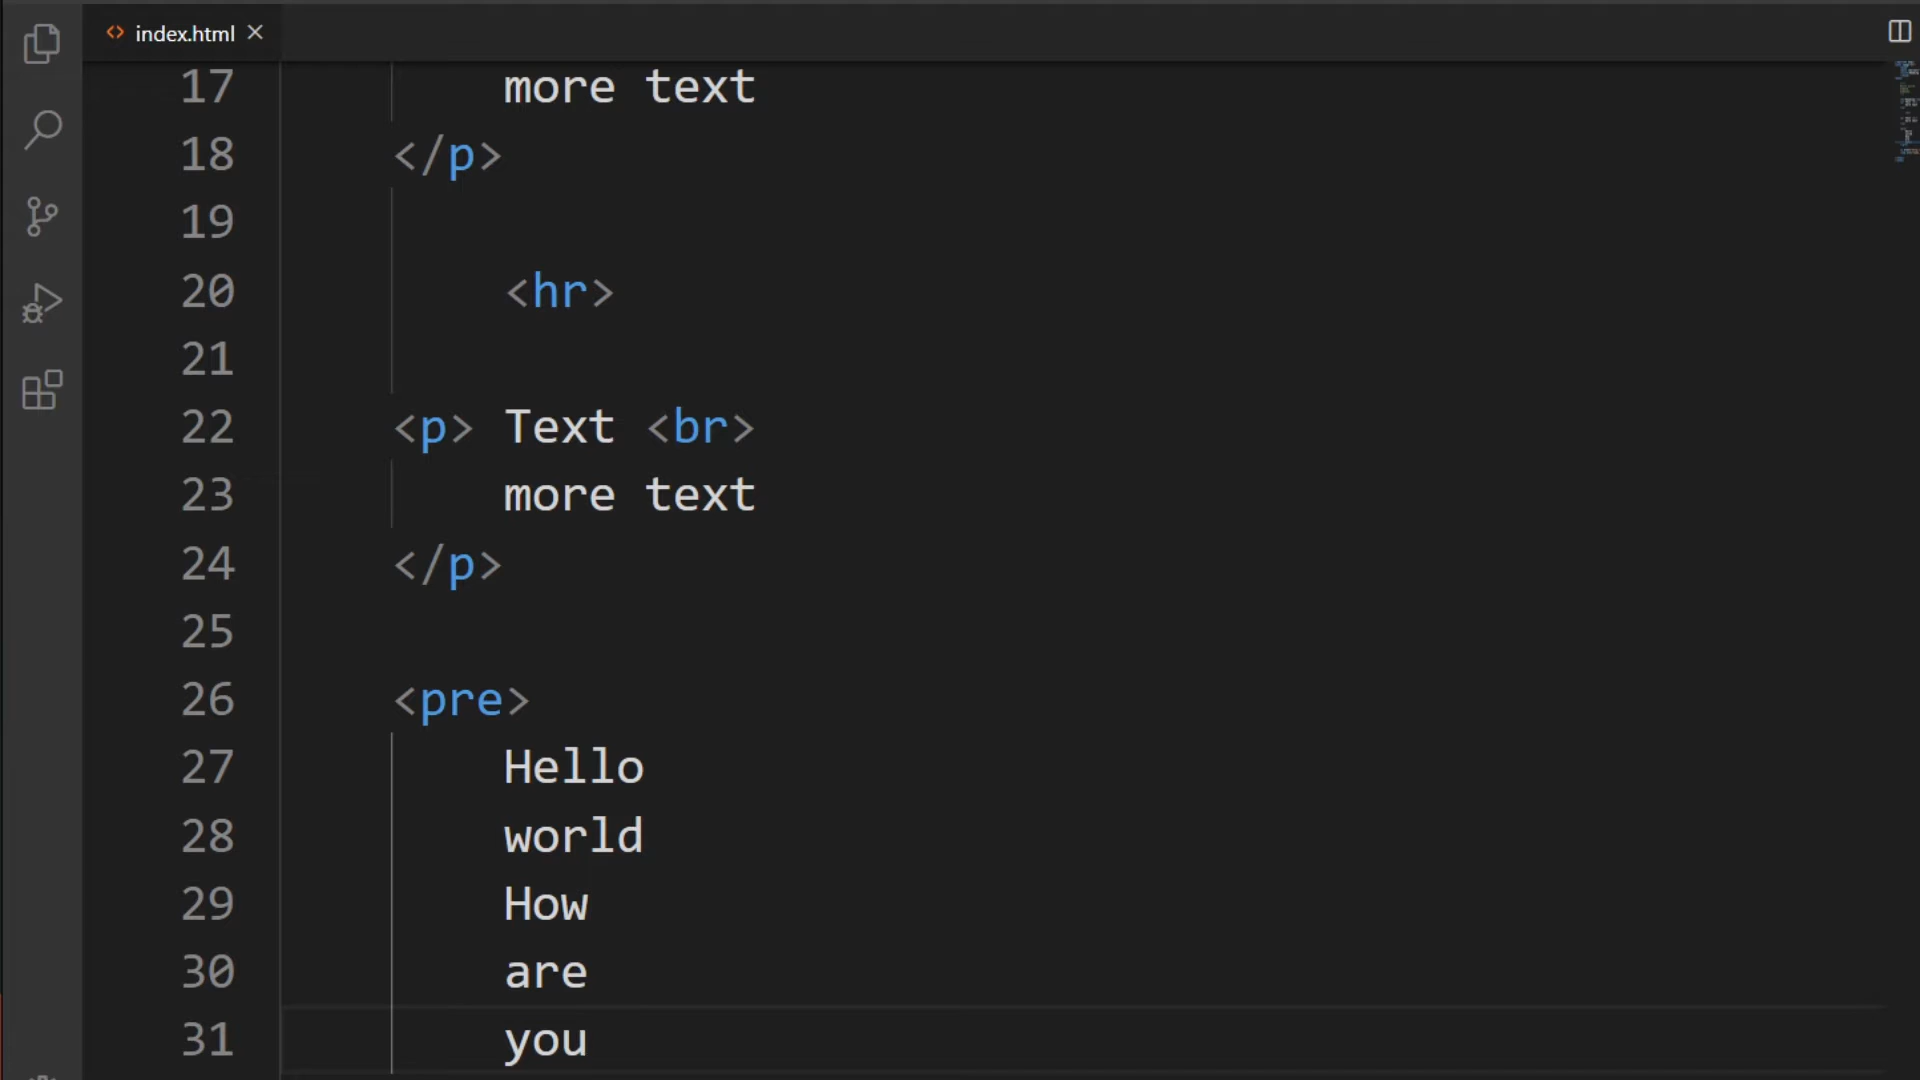 index.html
17 more text
18 </p>
19
20 <hr>
21
22 <p> Text <br>
23 more text
24 </p>
25
26 <pre>
27 Hello
28 world
29 How
30 are
31 you